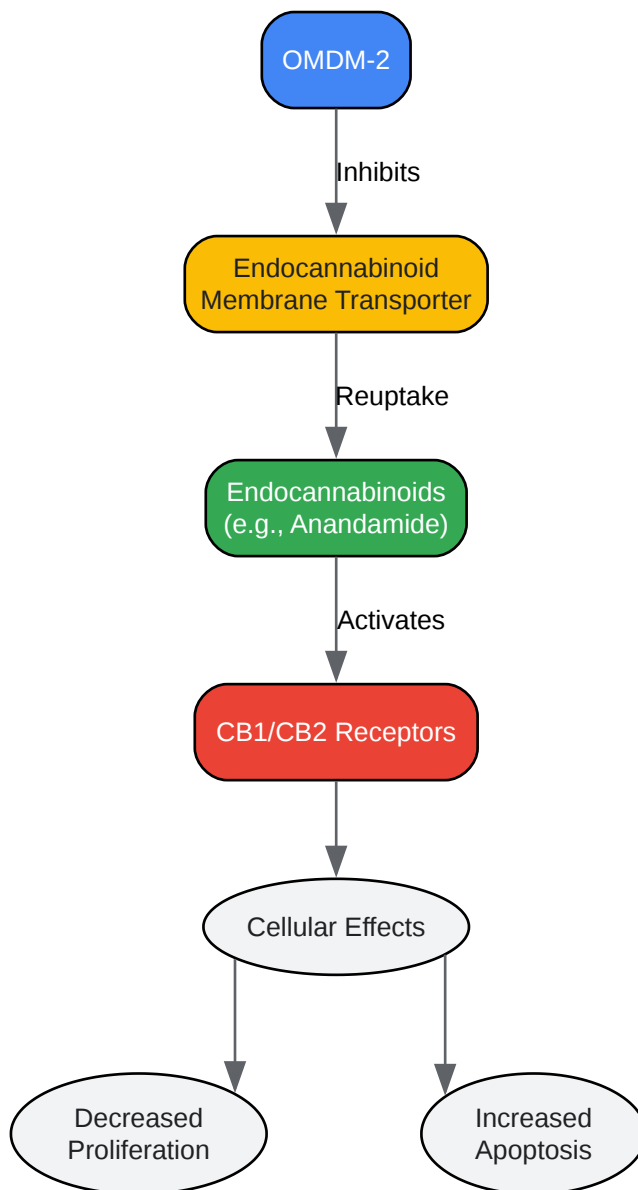 OMDM-2
Inhibits
Endocannabinoid
Membrane Transporter
Reuptake
Endocannabinoids
(e.g., Anandamide)
Activates
CB1/CB2 Receptors
Cellular Effects
Decreased
Proliferation
Increased
Apoptosis